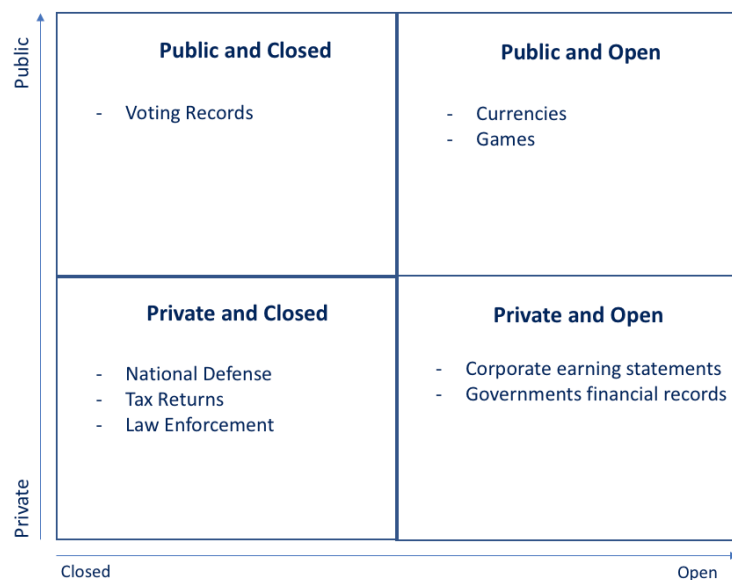 Public
Public and Closed
- Voting Records
Public and Open
- Currencies
- Games
Private and Closed
- National Defense
- Tax Returns
- Law Enforcement
Private and Open
- Corporate earning statements
- Governments financial records
Private
Closed
Open